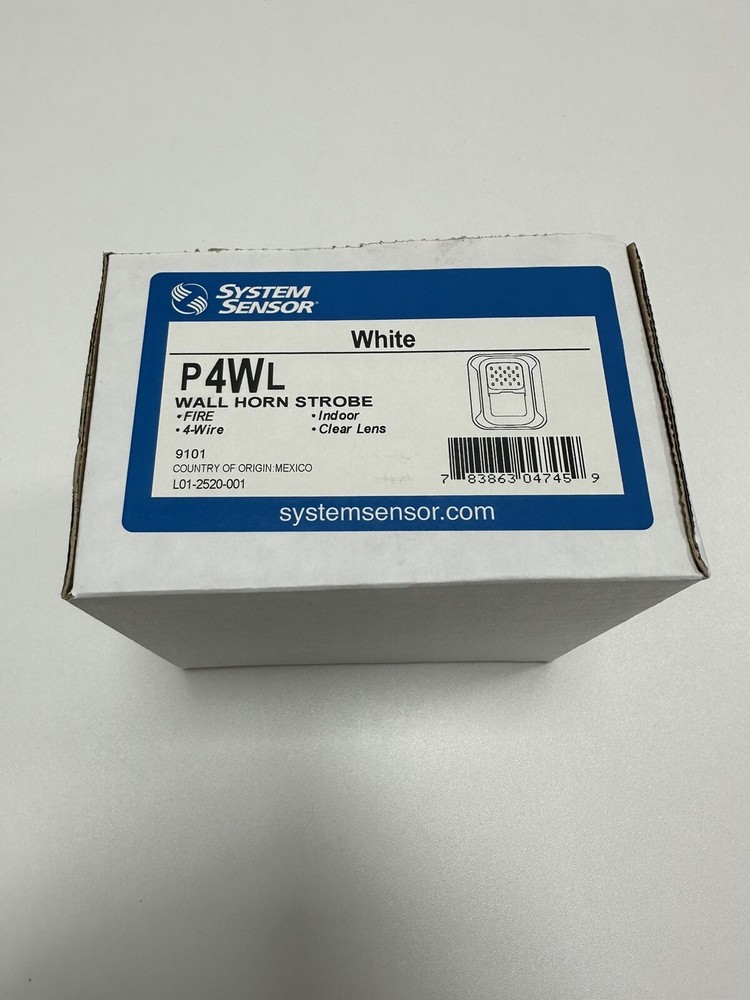 SYSTEM
SENSOR®
White
P4WL
WALL HORN STROBE
•FIRE •Indoor
•4-Wire •Clear Lens
9101
COUNTRY OF ORIGIN:MEXICO
L01-2520-001
7 83863 04745 9
systemsensor.com